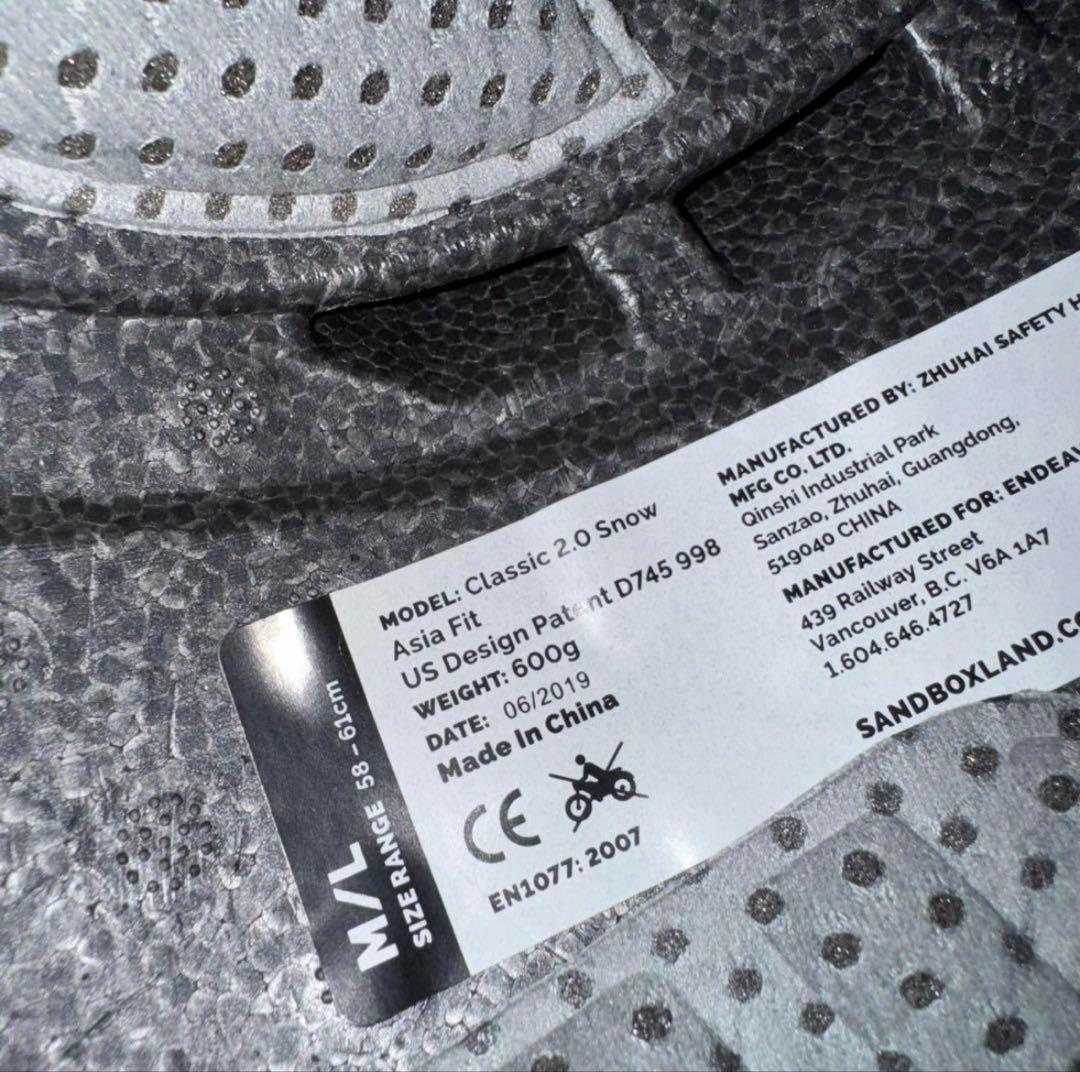 M/L
SIZE RANGE 58 – 61cm
MODEL: Classic 2.0 Snow
Asia Fit
US Design Patent D745 998
WEIGHT: 600g
DATE: 06/2019
Made In China
CE
EN1077: 2007
MANUFACTURED BY: ZHUHAI SAFETY
MFG CO. LTD.
Qinshi Industrial Park
Sanzao, Zhuhai, Guangdong,
519040 CHINA
MANUFACTURED FOR:
439 Railway Street
Vancouver, B.C. V6A 1A7
1.604.646.4727
SANDBOXLAND.CO